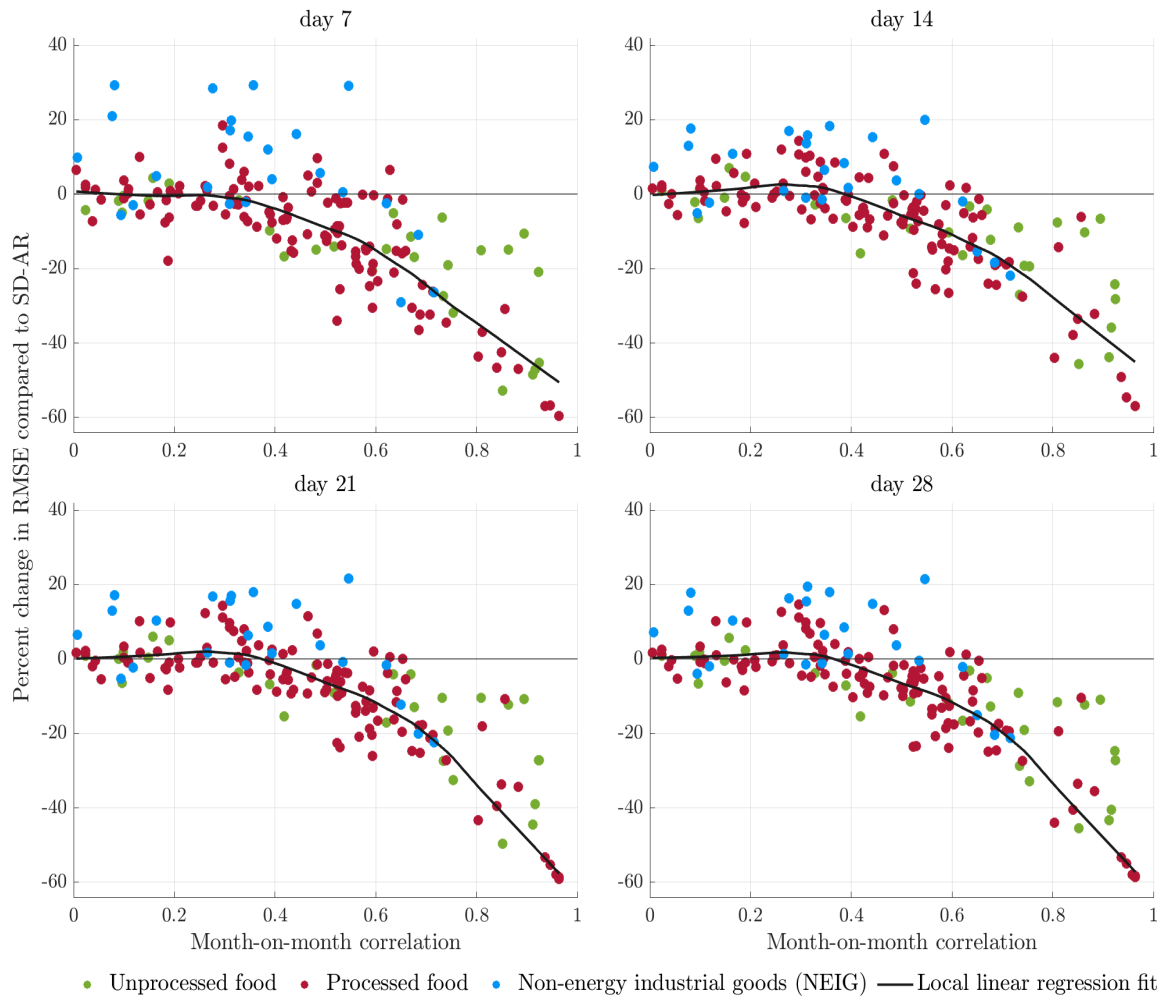 day 7
day 14
40
20
0
-20
-40
-60
0 0.2 0.4 0.6 0.8 1
40
20
0
-20
-40
-60
0 0.2 0.4 0.6 0.8 1
Percent change in RMSE compared to SD-AR
day 21
day 28
40
20
0
-20
-40
-60
0 0.2 0.4 0.6 0.8 1
Month-on-month correlation
40
20
0
-20
-40
-60
0 0.2 0.4 0.6 0.8 1
Month-on-month correlation
Unprocessed food Processed food Non-energy industrial goods (NEIG) Local linear regression fit